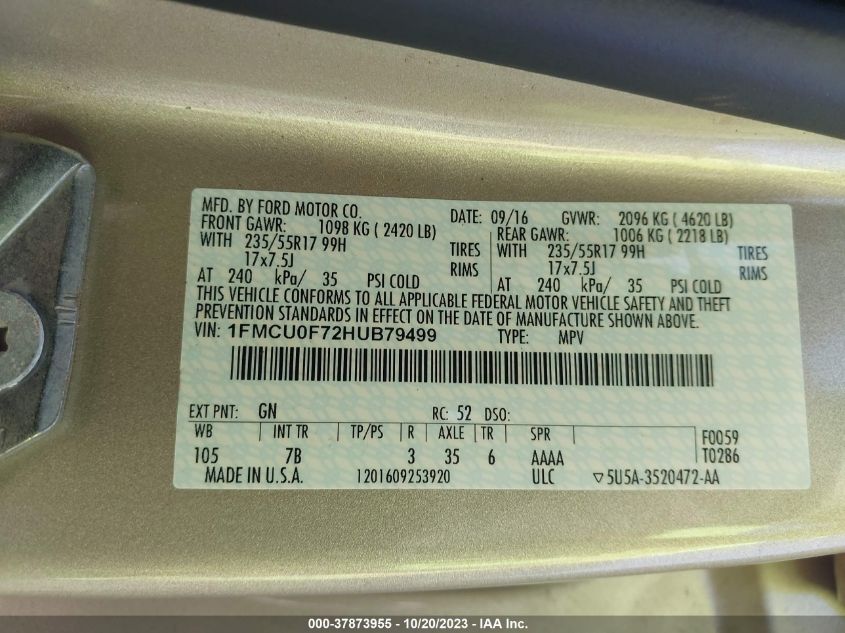 MFD. BY FORD MOTOR CO.
DATE: 09/16 GVWR: 2096 KG ( 4620 LB)
FRONT GAWR: 1098 KG ( 2420 LB)
WITH 235/55R17 99H TIRES
17x7.5J RIMS
AT 240 kPa/ 35 PSI COLD
REAR GAWR: 1006 KG ( 2218 LB)
WITH 235/55R17 99H TIRES
17x7.5J RIMS
AT 240 kPa/ 35 PSI COLD
THIS VEHICLE CONFORMS TO ALL APPLICABLE FEDERAL MOTOR VEHICLE SAFETY AND THEFT
PREVENTION STANDARDS IN EFFECT ON THE DATE OF MANUFACTURE SHOWN ABOVE.
VIN: 1FMCU0F72HUB79499 TYPE: MPV
EXT PNT: GN RC: 52 DSO:
WB INT TR TP/PS R AXLE TR SPR
105 7B 3 35 6 AAAA
F0059
T0286
MADE IN U.S.A. 1201609253920 ULC ▽5U5A-3520472-AA
000-37873955 - 10/20/2023 - IAA Inc.